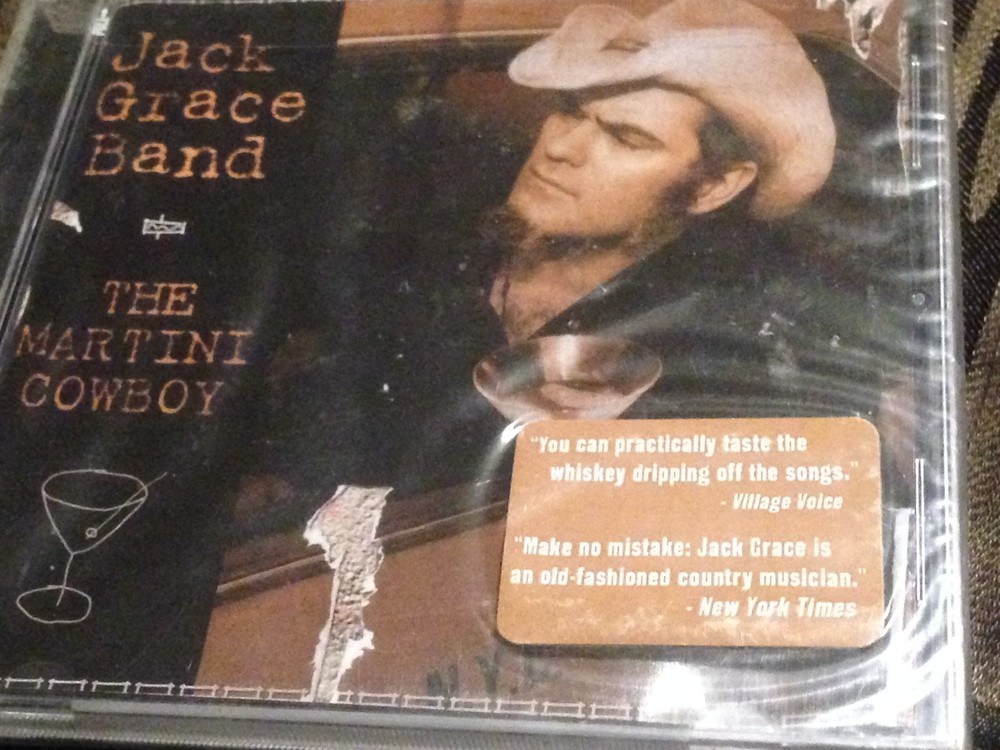 Jack
Grace
Band
THE
MARTINI
COWBOY
"You can practically taste the
whiskey dripping off the songs."
- Village Voice
"Make no mistake: Jack Grace is
an old-fashioned country musician."
- New York Times